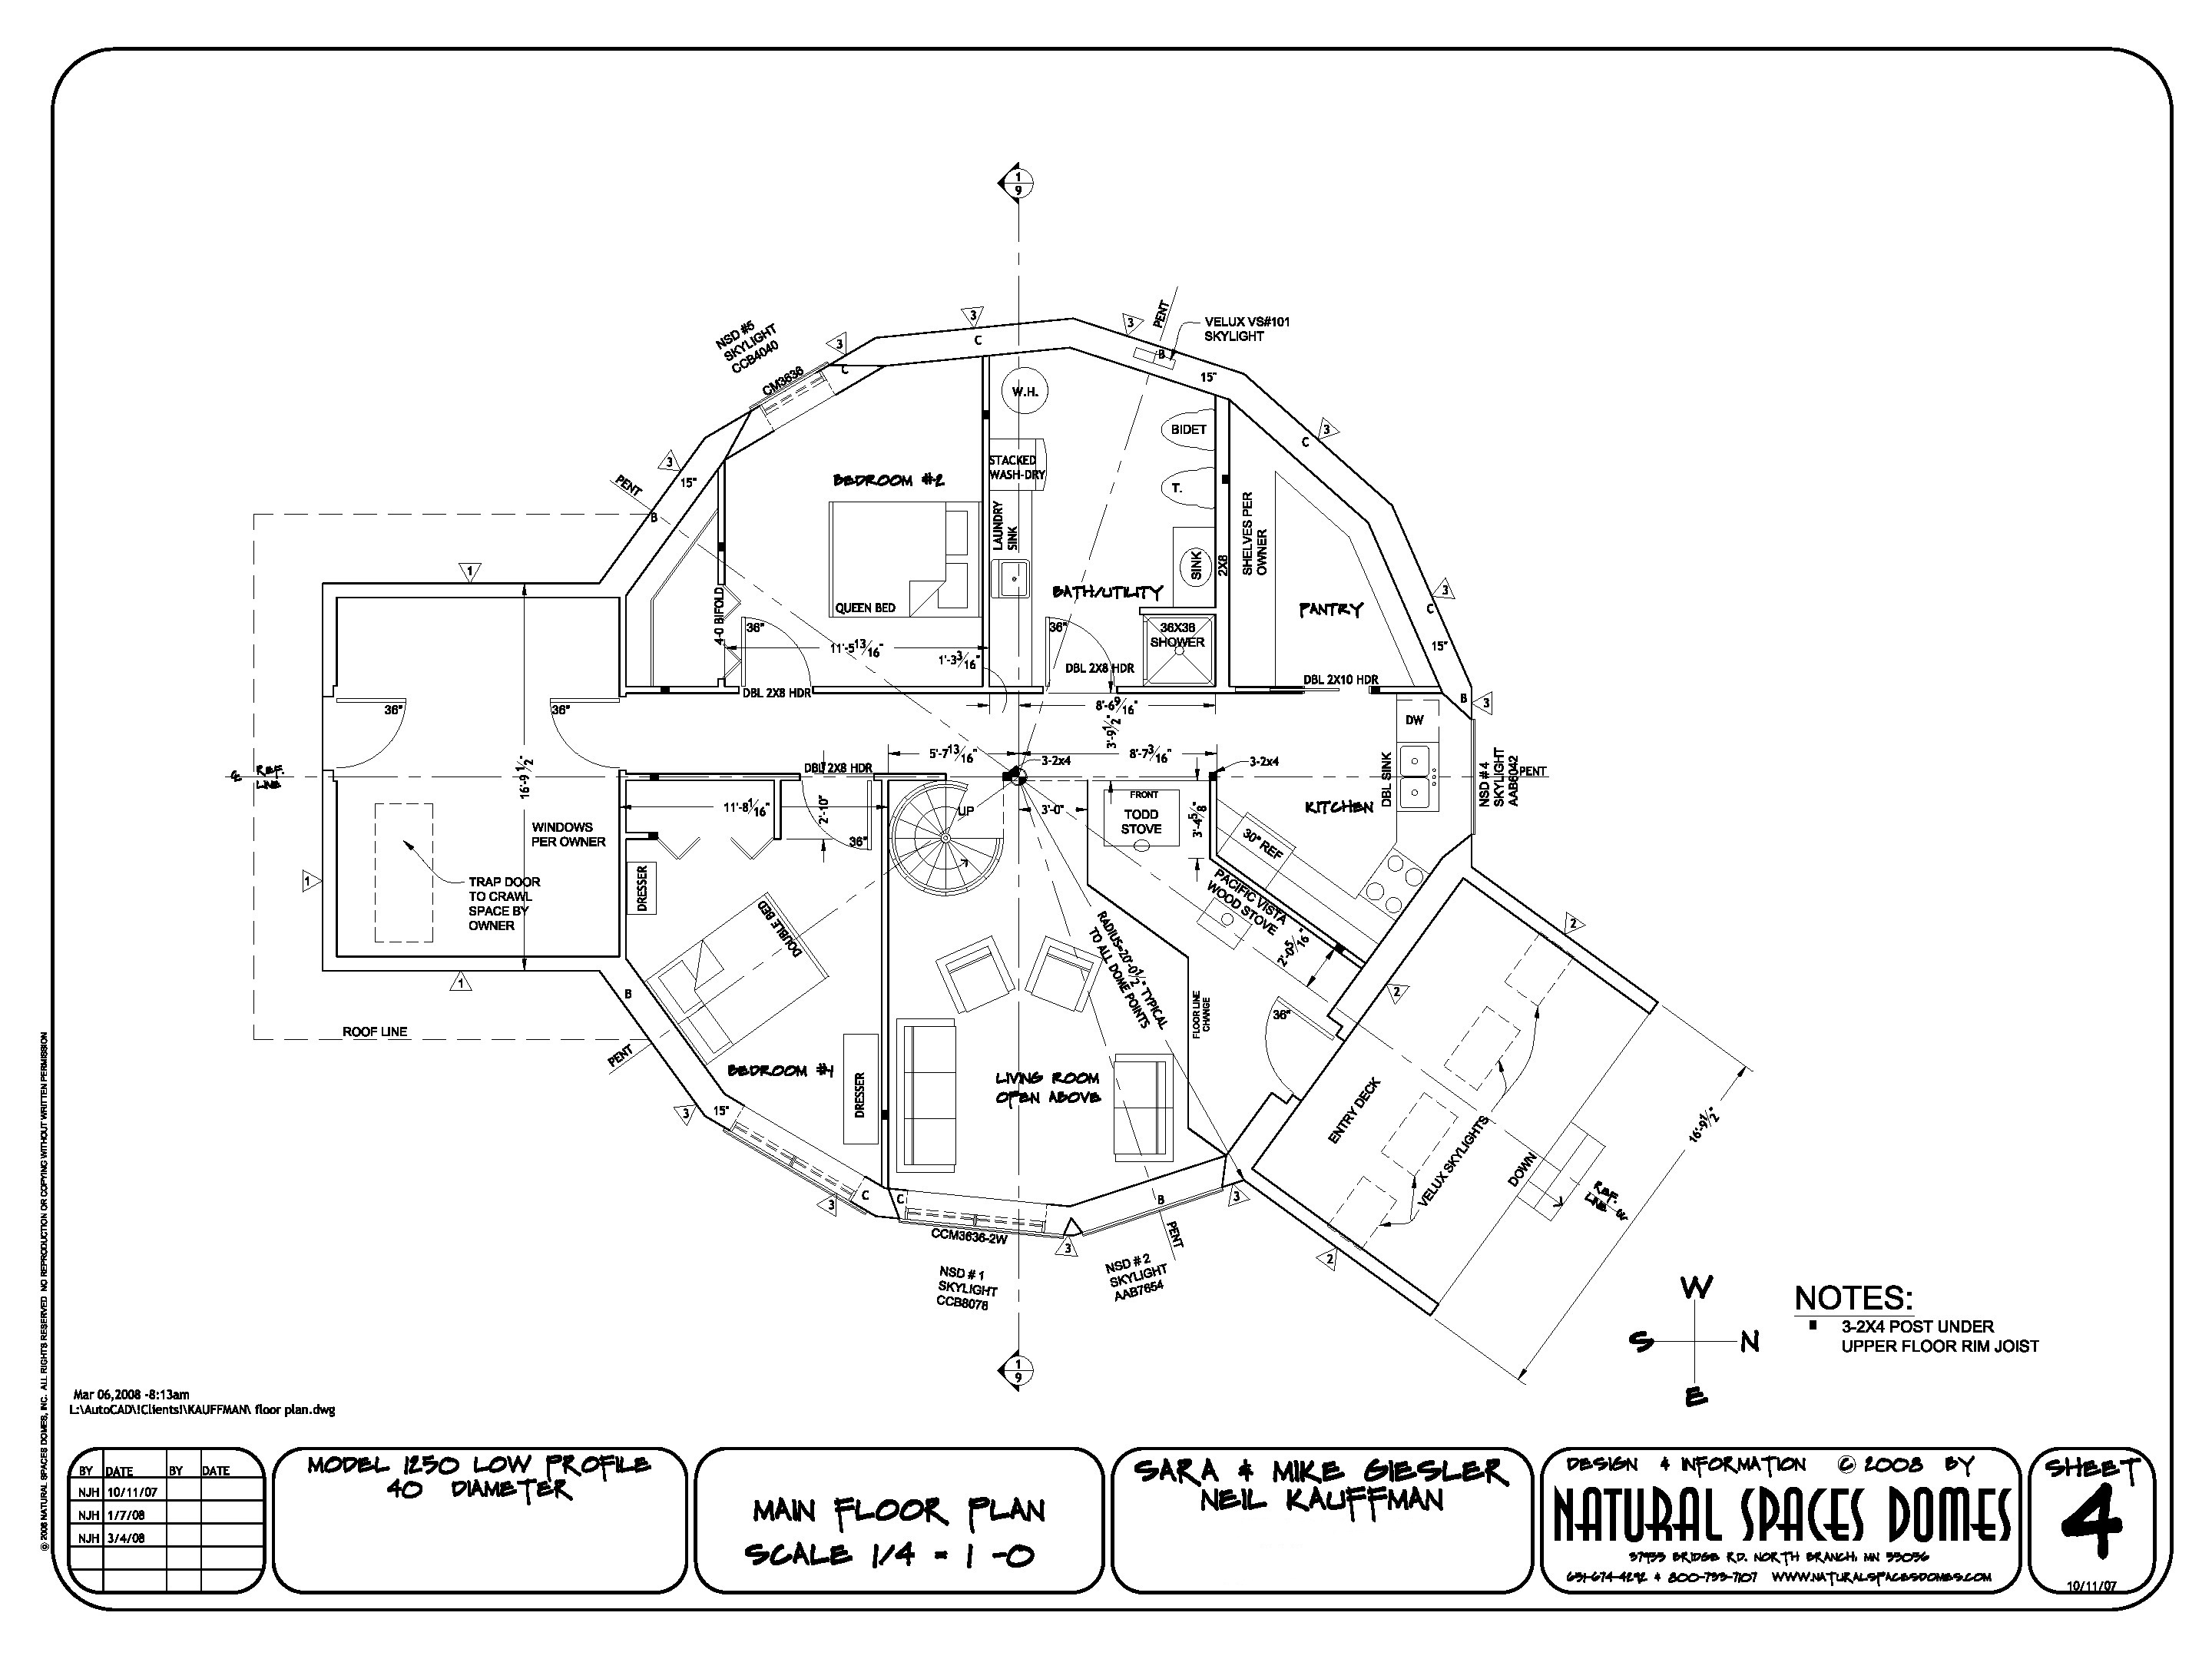 1
9
PENT
VELUX VS#101
SKYLIGHT
NSD #5
SKYLIGHT
CCB4040
CM3636
3
3
3
C
C
B
15"
W.H.
BIDET
3
C
STACKED
WASH-DRY
T.
BEDROOM #2
3
15"
PENT
B
LAUNDRY
SINK
SINK
2X8
SHELVES PER
OWNER
1
4-0 BIFOLD
QUEEN BED
BATH/UTILITY
PANTRY
3
C
36"
36"
36X36
SHOWER
15"
11'-5 13/16"
1'-3 3/16"
DBL 2X8 HDR
DBL 2X8 HDR
DBL 2X10 HDR
B
3
36"
36"
8'-6 9/16"
3'-9 1/2"
DW
5'-7 13/16"
8'-7 3/16"
3-2x4
3-2x4
DBL 2X8 HDR
REF.
LINE
16'-9 1/2"
DBL SINK
NSD # 4
SKYLIGHT
AAB6042
PENT
11'-8 1/16"
2'-10"
UP
3'-0"
FRONT
TODD
STOVE
3'-4 5/8"
KITCHEN
WINDOWS
PER OWNER
36"
30" REF
1
TRAP DOOR
TO CRAWL
SPACE BY
OWNER
DRESSER
DOUBLE BED
PACIFIC VISTA
WOOD STOVE
2'-0 5/16"
RADIUS=20'-0 1/2" TYPICAL
TO ALL DOME POINTS
2
1
B
2
FLOOR LINE
CHANGE
36"
ROOF LINE
PENT
BEDROOM #1
DRESSER
LIVING ROOM
OPEN ABOVE
3
15"
ENTRY DECK
VELUX SKYLIGHTS
DOWN
16'-9 1/2"
REF.
LINE
3
C
C
B
3
CCM3636-2W
3
PENT
2
NSD # 1
SKYLIGHT
CCB8078
NSD # 2
SKYLIGHT
AAB7654
1
9
W
S
N
E
NOTES:
3-2X4 POST UNDER
UPPER FLOOR RIM JOIST
© 2008 NATURAL SPACES DOMES, INC. ALL RIGHTS RESERVED NO REPRODUCTION OR COPYING WITHOUT WRITTEN PERMISSION
Mar 06,2008 -8:13am
L:\AutoCAD\!Clients!\KAUFFMAN\ floor plan.dwg
BY DATE BY DATE
NJH 10/11/07
NJH 1/7/08
NJH 3/4/08
MODEL 1250 LOW PROFILE
40 DIAMETER
MAIN FLOOR PLAN
SCALE 1/4 = 1 -0
SARA & MIKE GIESLER
NEIL KAUFFMAN
DESIGN & INFORMATION © 2008 BY
NATURAL SPACES DOMES
37955 BRIDGE RD. NORTH BRANCH, MN 55056
651-674-4292 & 800-733-7107 WWW.NATURALSPACESDOMES.COM
SHEET
4
10/11/07